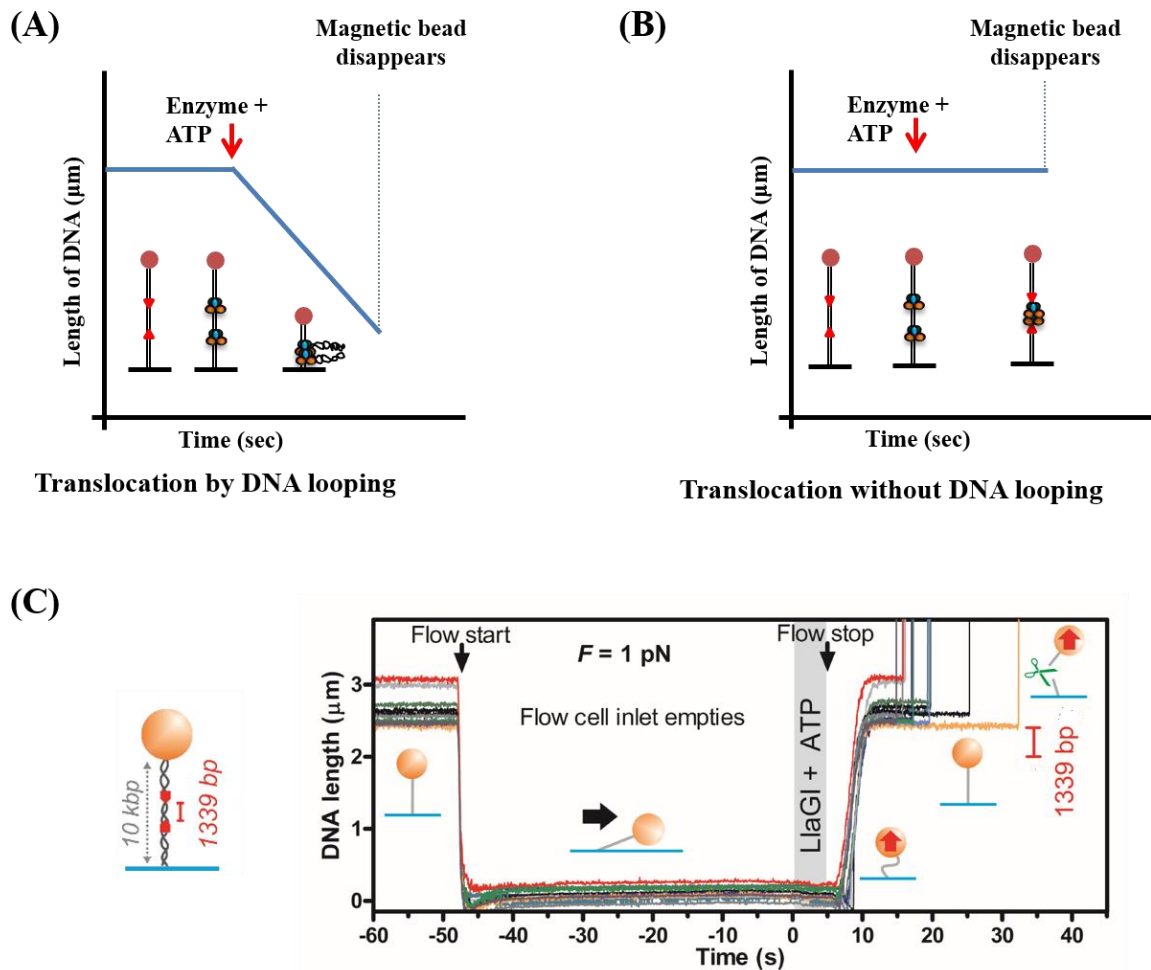 (A)
Magnetic bead
disappears
Enzyme +
ATP
Length of DNA (μm)
Time (sec)
Translocation by DNA looping
(B)
Magnetic bead
disappears
Enzyme +
ATP
Length of DNA (μm)
Time (sec)
Translocation without DNA looping
(C)
10 kbp
1339 bp
Flow start
F = 1 pN
Flow stop
Flow cell inlet empties
LlaGI + ATP
1339 bp
DNA length (μm)
3
2
1
0
-60 -50 -40 -30 -20 -10 0 10 20 30 40
Time (s)